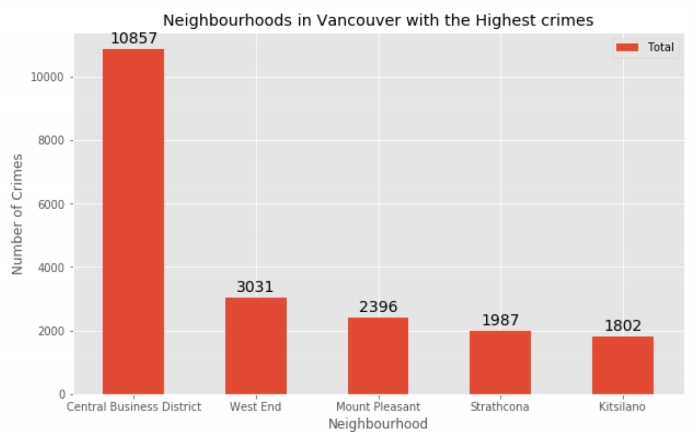 Neighbourhoods in Vancouver with the Highest crimes
10857
Total
10000
8000
6000
4000
3031
2396
2000
1987
1802
0
Number of Crimes
Central Business District
West End
Mount Pleasant
Strathcona
Kitsilano
Neighbourhood